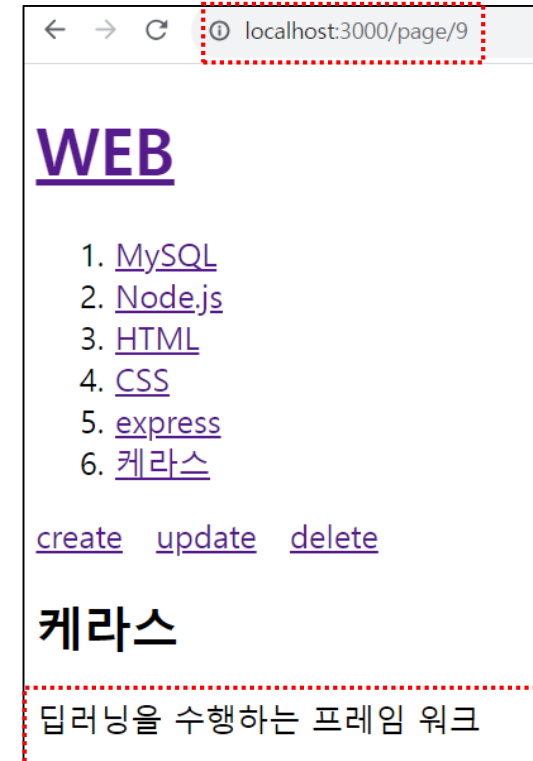 localhost:3000/page/9
WEB
1. MySQL
2. Node.js
3. HTML
4. CSS
5. express
6. 케라스
create update delete
케라스
딥러닝을 수행하는 프레임 워크